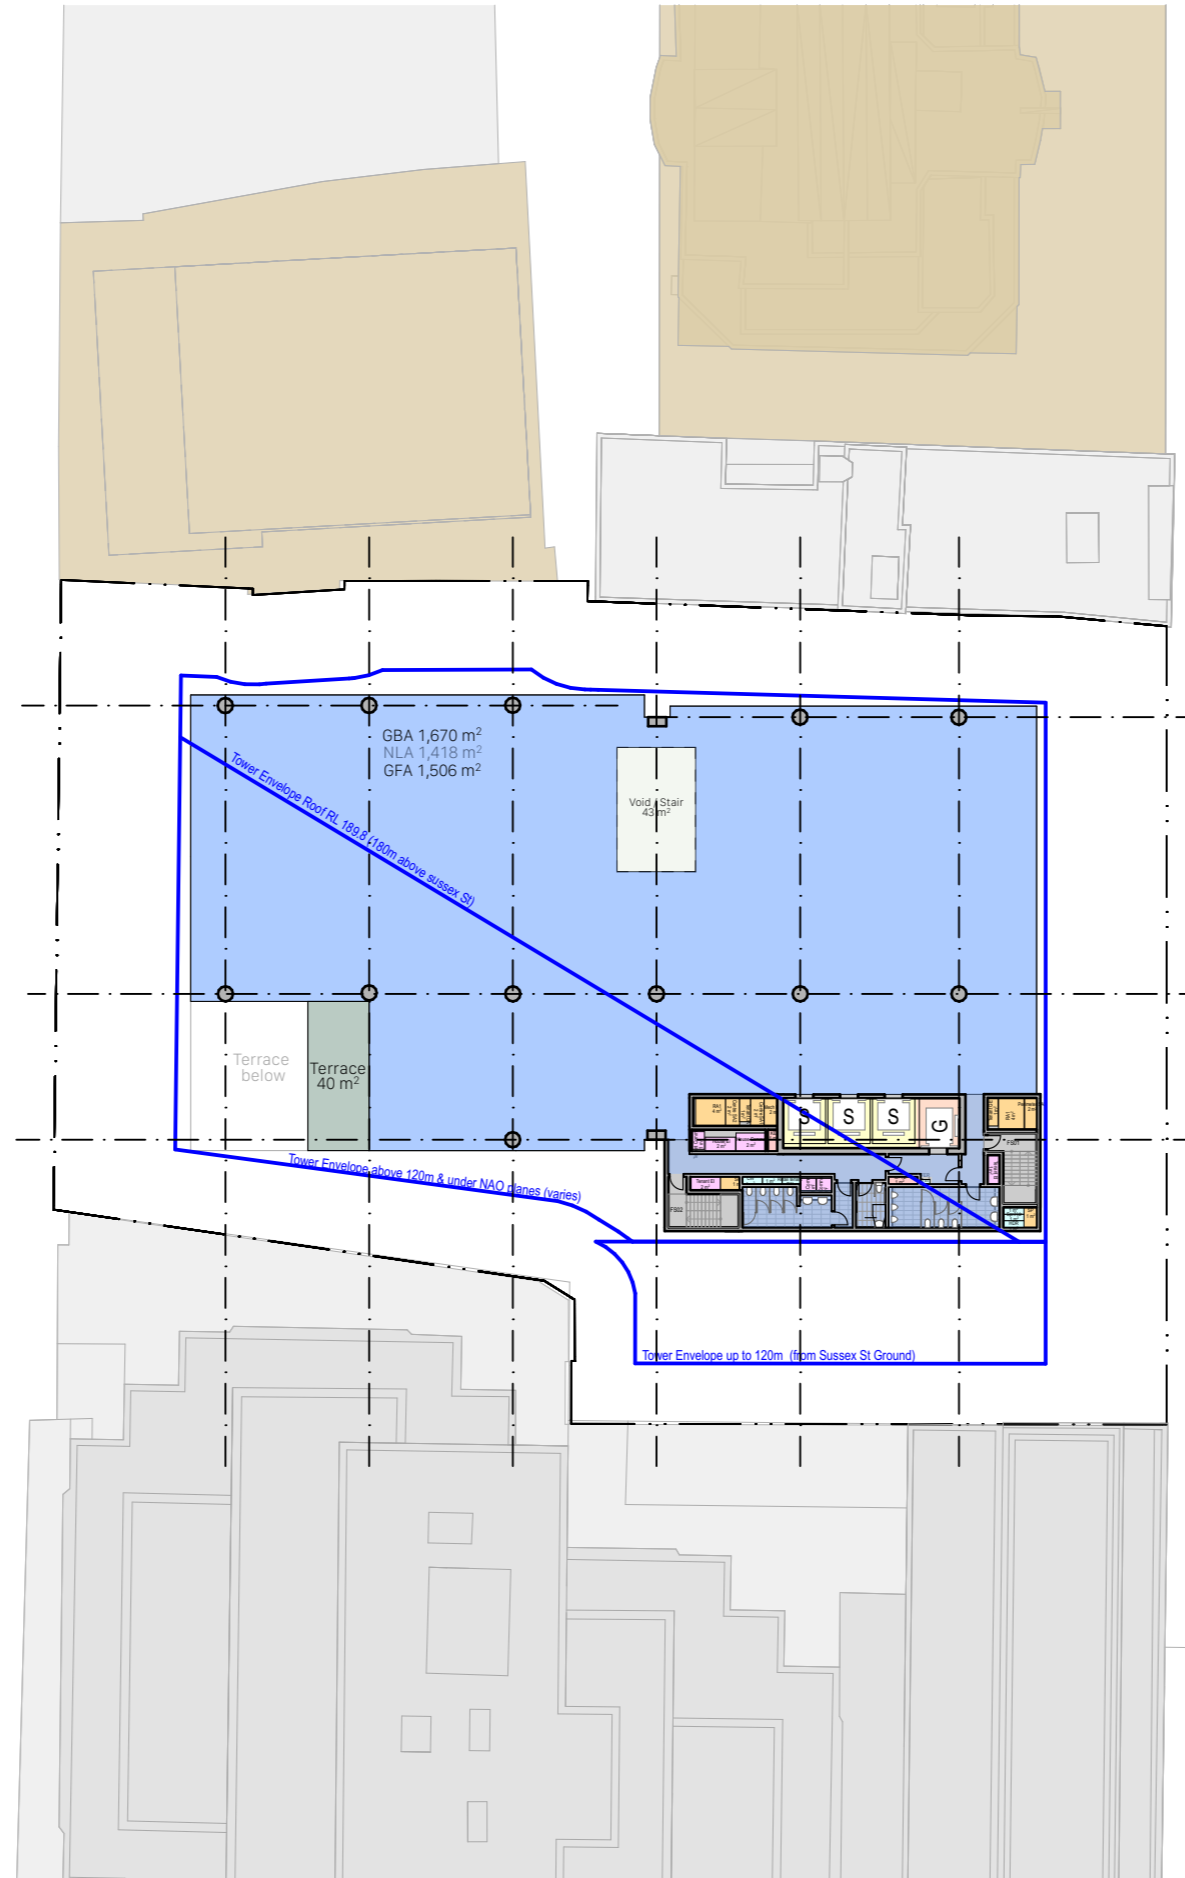 GBA 1,670 m²
NLA 1,418 m²
GFA 1,506 m²
Tower Envelope Roof RL 189.8 (180m above sussex St)
Void / Stair
43 m²
Terrace
below
Terrace
40 m²
S
S
S
G
FS01
FS02
Tower Envelope above 120m & under NAO planes (varies)
Tower Envelope up to 120m (from Sussex St Ground)